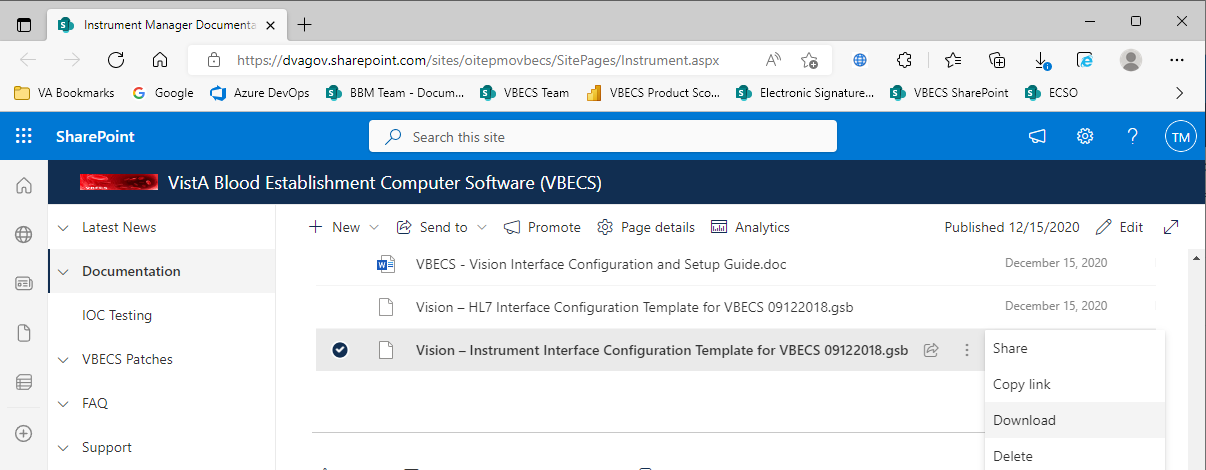 Instrument Manager Documenta
https://dvagov.sharepoint.com/sites/oitepmovbecs/SitePages/Instrument.aspx
VA Bookmarks Google Azure DevOps BBM Team - Docum... VBECS Team VBECS Product Sco... Electronic Signature... VBECS SharePoint ECSO
SharePoint Search this site ? TM
VistA Blood Establishment Computer Software (VBECS)
Latest News
Documentation
IOC Testing
VBECS Patches
FAQ
Support
New Send to Promote Page details Analytics Published 12/15/2020 Edit
VBECS - Vision Interface Configuration and Setup Guide.doc December 15, 2020
Vision – HL7 Interface Configuration Template for VBECS 09122018.gsb December 15, 2020
Vision – Instrument Interface Configuration Template for VBECS 09122018.gsb
Share
Copy link
Download
Delete